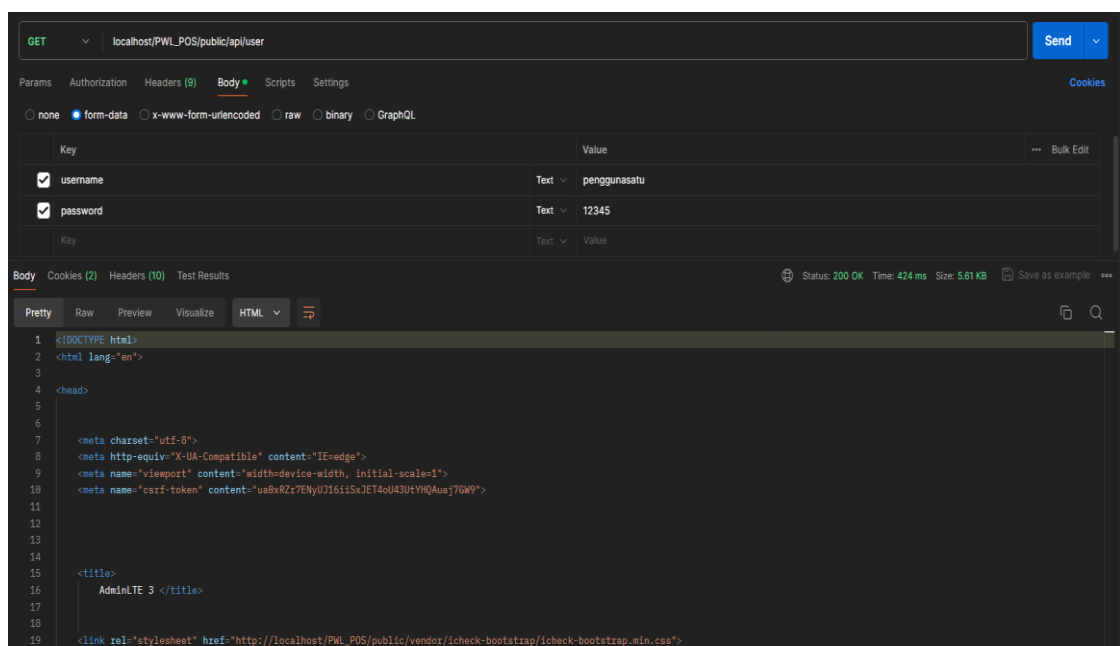 GET localhost/PWL_POS/public/api/user Send
Params Authorization Headers (9) Body Scripts Settings Cookies
none form-data x-www-form-urlencoded raw binary GraphQL
Key Value ••• Bulk Edit
username Text penggunasatu
password Text 12345
Key Text Value
Body Cookies (2) Headers (10) Test Results Status: 200 OK Time: 424 ms Size: 5.61 KB Save as example •••
Pretty Raw Preview Visualize HTML
1 <!DOCTYPE html>
2 <html lang="en">
3
4 <head>
5
6
7 <meta charset="utf-8">
8 <meta http-equiv="X-UA-Compatible" content="IE=edge">
9 <meta name="viewport" content="width=device-width, initial-scale=1">
10 <meta name="csrf-token" content="ua0xRZr7ENyUJ16iiSxJET4oU43UtYHQAuaj7GW9">
11
12
13
14
15 <title>
16 AdminLTE 3 </title>
17
18
19 <link rel="stylesheet" href="http://localhost/PWL_POS/public/vendor/icheck-bootstrap/icheck-bootstrap.min.css">